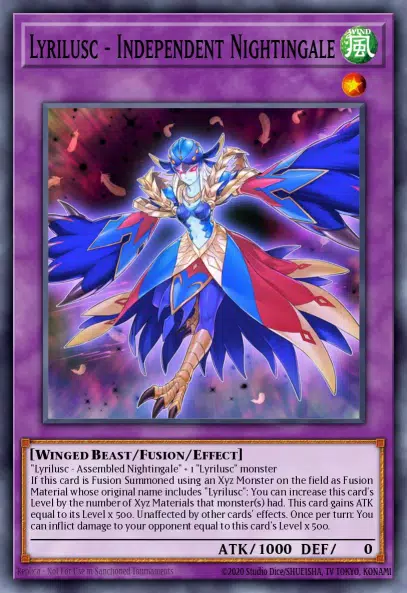 Lyrilusc - Independent Nightingale
WIND
風
[Winged Beast/Fusion/Effect]
"Lyrilusc - Assembled Nightingale" + 1 "Lyrilusc" monster
If this card is Fusion Summoned using an Xyz Monster on the field as Fusion
Material whose original name includes "Lyrilusc": You can increase this card's
Level by the number of Xyz Materials that monster(s) had. This card gains ATK
equal to its Level x 500. Unaffected by other cards' effects. Once per turn: You
can inflict damage to your opponent equal to this card's Level x 500.
ATK/1000 DEF/ 0
Replica - Not For Use in Sanctioned Tournaments
©2020 Studio Dice/SHUEISHA, TV TOKYO, KONAMI